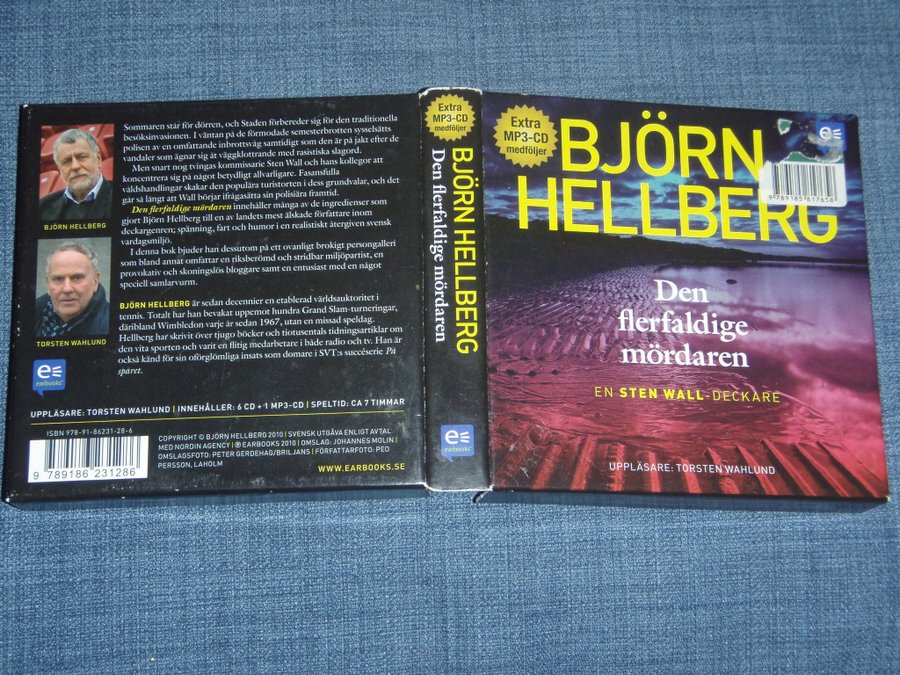 Sommaren står för dörren, och Staden förbereder sig för den traditionella
besöksinvasionen. I väntan på de förmodade semesterbrotten sysselsätts
polisen av en omfattande inbrottsvåg samtidigt som den är på jakt efter de
vandaler som ägnar sig åt väggklottrande med rasistiska slagord.
Men snart nog tvingas kommissarie Sten Wall och hans kollegor att
koncentrera sig på något betydligt allvarligare. Fasansfulla
våldshandlingar skakar den populära turistorten i dess grundvalar, och det
går så långt att Wall börjar ifrågasätta sin polisiära framtid.
Den flerfaldige mördaren innehåller många av de ingredienser som
gjort Björn Hellberg till en av landets mest älskade författare inom
deckargenren; spänning, fart och humor i en realistiskt återgiven svensk
vardagsmiljö.
I denna bok bjuder han dessutom på ett ovanligt brokigt persongalleri
som bland annat omfattar en riksberömd och stridbar miljöpartist, en
provokativ och skoningslös bloggare samt en entusiast med en något
speciell samlarvurm.
BJÖRN HELLBERG är sedan decennier en etablerad världsauktoritet i
tennis. Totalt har han bevakat uppemot hundra Grand Slam-turneringar,
däribland Wimbledon varje år sedan 1967, utan en missad speldag.
Hellberg har skrivit över tjugo böcker och tiotusentals tidningsartiklar om
den vita sporten och varit en flitig medarbetare i både radio och tv. Han är
också känd för sin oförglömliga insats som domare i SVT:s succéserie På
spåret.
BJÖRN HELLBERG
TORSTEN WAHLUND
e
earbooks
UPPLÄSARE: TORSTEN WAHLUND | INNEHÅLLER: 6 CD + 1 MP3-CD | SPELTID: CA 7 TIMMAR
ISBN 978-91-86231-28-6
9 789186 231286
COPYRIGHT © BJÖRN HELLBERG 2010 | SVENSK UTGÅVA ENLIGT AVTAL
MED NORDIN AGENCY | ℗ EARBOOKS 2010 | OMSLAG: JOHANNES MOLIN |
OMSLAGSFOTO: PETER GERDEHAG/BRILJANS | FÖRFATTARFOTO: PEO
PERSSON, LAHOLM
WWW.EARBOOKS.SE
Extra
MP3-CD
medföljer
BJÖRN HELLBERG
Den flerfaldige mördaren
e
earbooks
Extra
MP3-CD
medföljer
BJÖRN
HELLBERG
e
9 789185 817658
Den
flerfaldige
mördaren
EN STEN WALL-DECKARE
UPPLÄSARE: TORSTEN WAHLUND